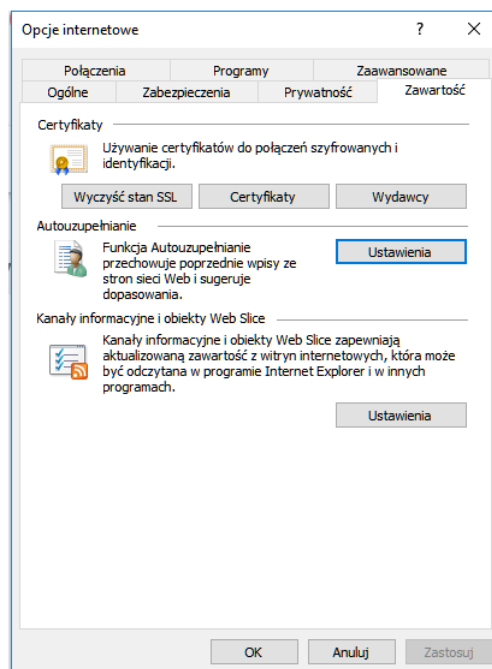 Opcje internetowe
Połączenia Programy Zaawansowane
Ogólne Zabezpieczenia Prywatność Zawartość
Certyfikaty
Używanie certyfikatów do połączeń szyfrowanych i
identyfikacji.
Wyczyść stan SSL Certyfikaty Wydawcy
Autouzupełnianie
Funkcja Autouzupełnianie
przechowuje poprzednie wpisy ze
stron sieci Web i sugeruje
dopasowania.
Ustawienia
Kanały informacyjne i obiekty Web Slice
Kanały informacyjne i obiekty Web Slice zapewniają
aktualizowaną zawartość z witryn internetowych, która może
być odczytana w programie Internet Explorer i w innych
programach.
Ustawienia
OK Anuluj Zastosuj